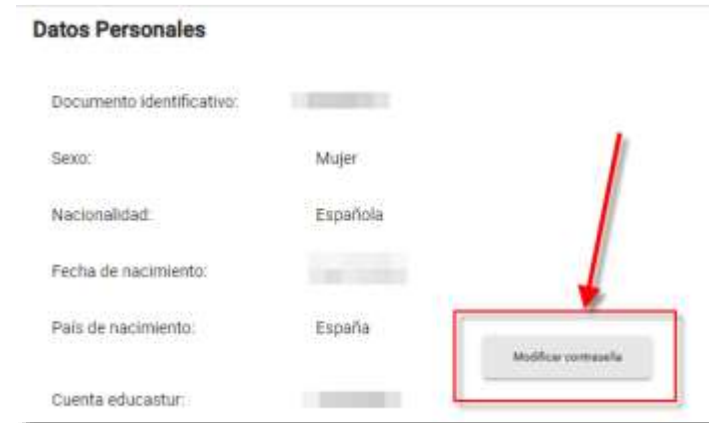 Datos Personales
Documento identificativo:
Sexo: Mujer
Nacionalidad: Española
Fecha de nacimiento:
País de nacimiento: España
Modificar contraseña
Cuenta educastur: